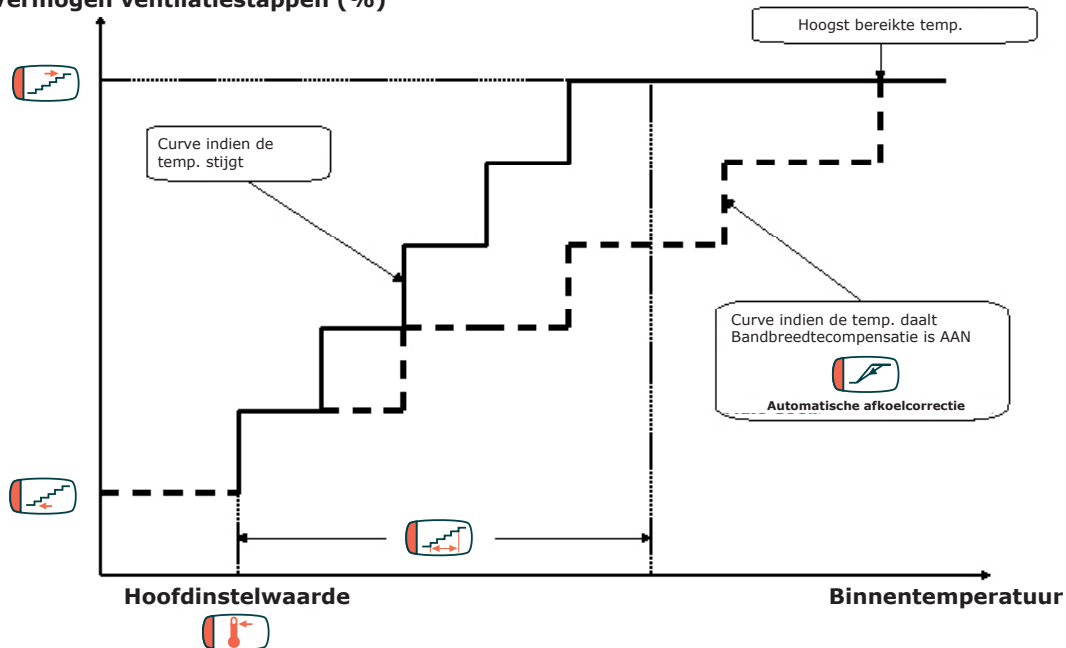 Vermogen ventilatiestappen (%)
Hoogst bereikte temp.
Curve indien de
temp. stijgt
Curve indien de temp. daalt
Bandbreedtecompensatie is AAN
Automatische afkoelcorrectie
Hoofdinstelwaarde
Binnentemperatuur